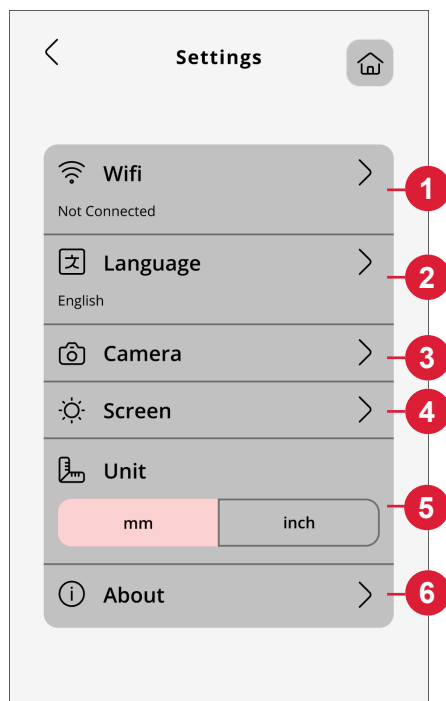 Settings
Wifi
Not Connected
1
Language
English
2
Camera
3
Screen
4
Unit
mm inch
5
About
6